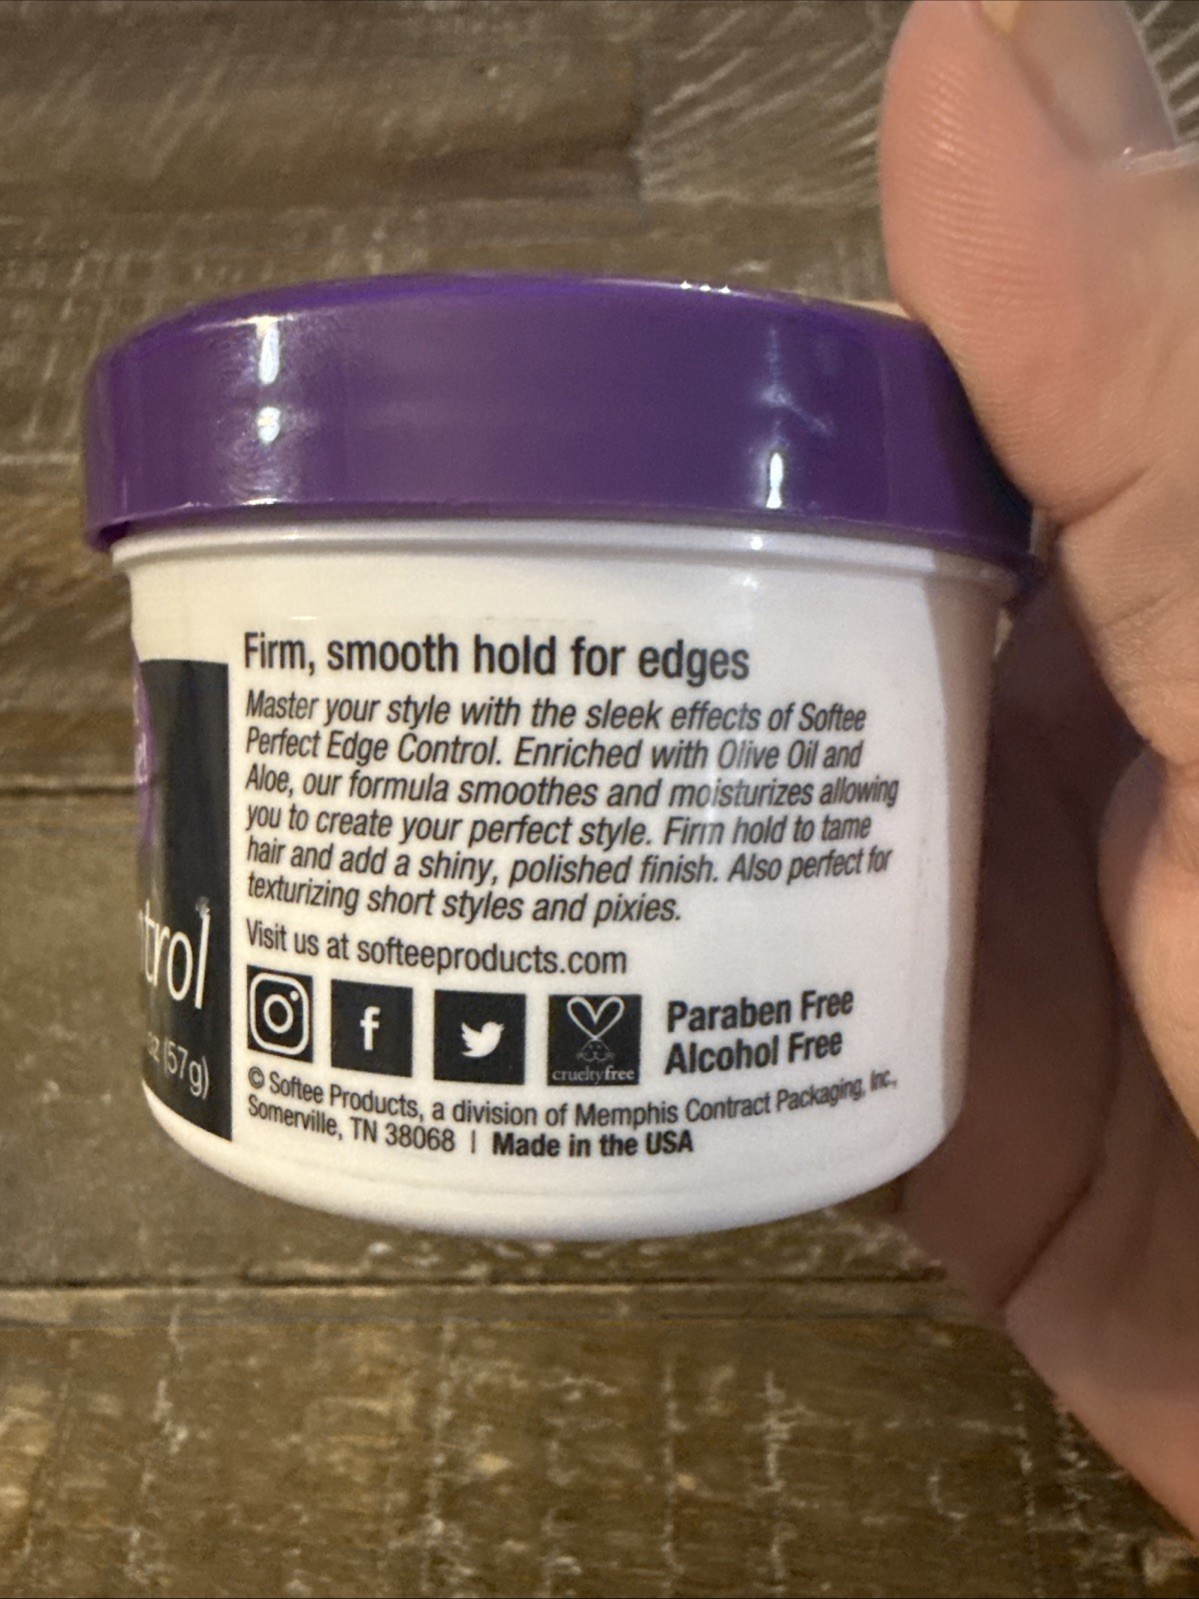 Firm, smooth hold for edges
Master your style with the sleek effects of Softee
Perfect Edge Control. Enriched with Olive Oil and
Aloe, our formula smoothes and moisturizes allowing
you to create your perfect style. Firm hold to tame
hair and add a shiny, polished finish. Also perfect for
texturizing short styles and pixies.
Visit us at softeeproducts.com
f
crueltyfree
Paraben Free
Alcohol Free
© Softee Products, a division of Memphis Contract Packaging, Inc.,
Somerville, TN 38068 | Made in the USA
ntrol
oz (57g)